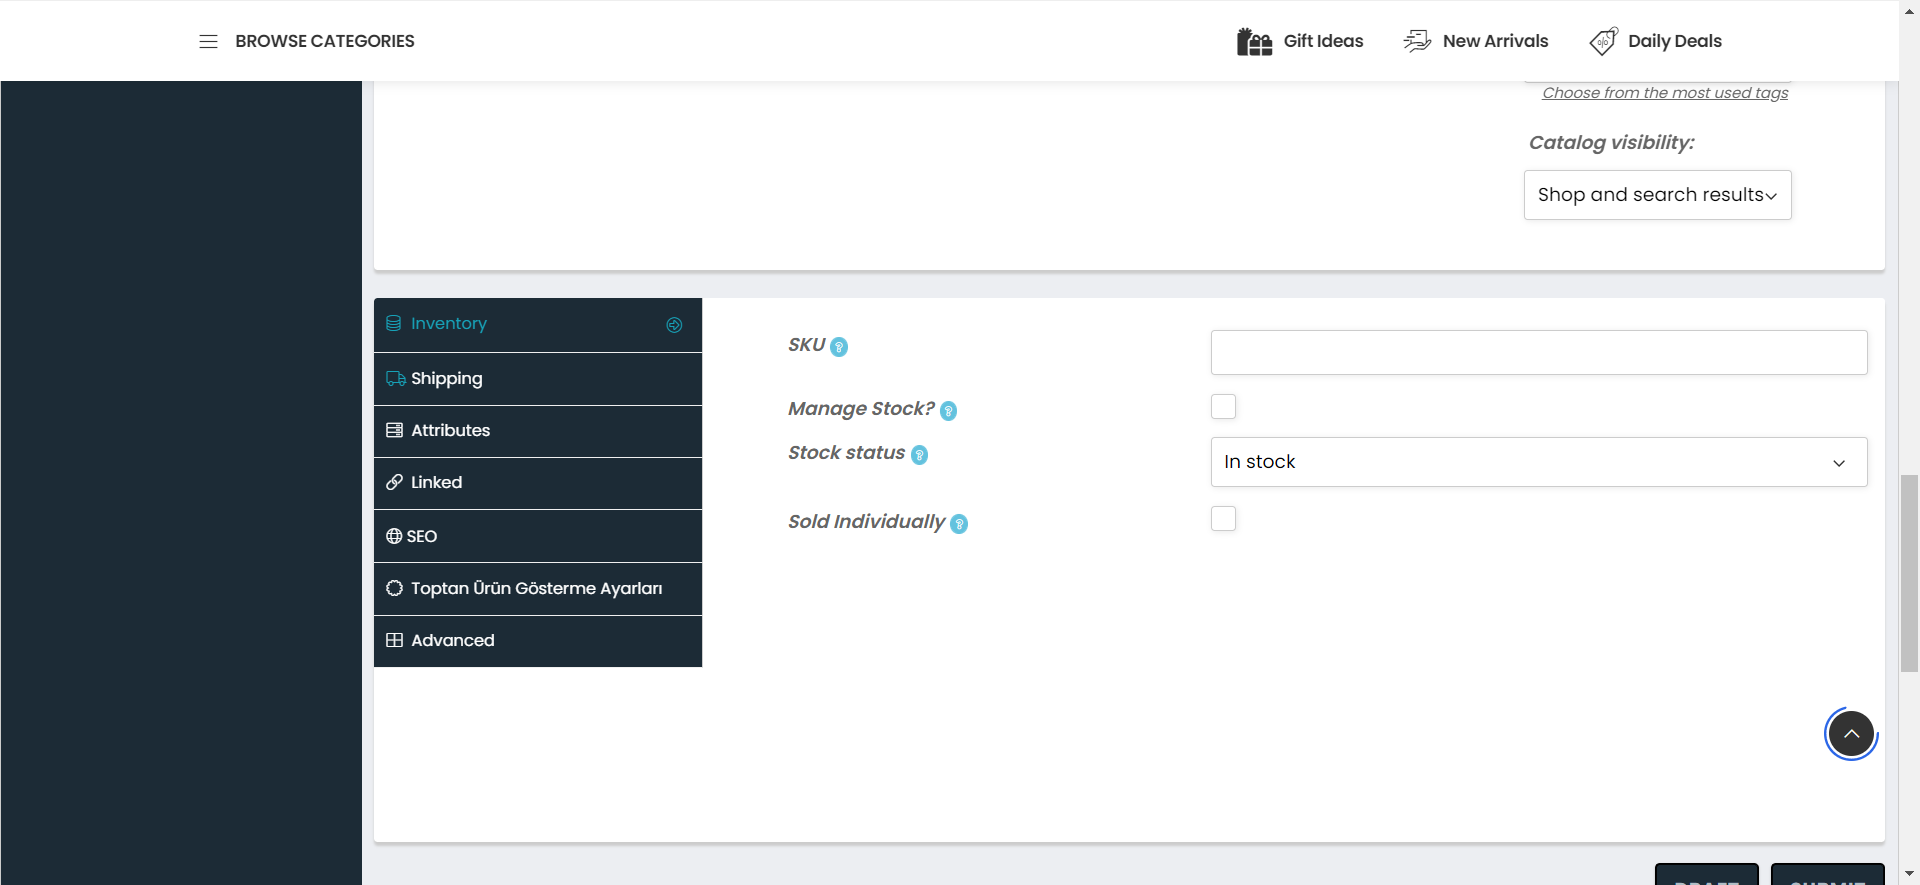 BROWSE CATEGORIES
Gift Ideas
New Arrivals
Daily Deals
Choose from the most used tags
Catalog visibility:
Shop and search results
Inventory
Shipping
Attributes
Linked
SEO
Toptan Ürün Gösterme Ayarları
Advanced
SKU
Manage Stock?
Stock status
In stock
Sold Individually
DRAFT
SUBMIT